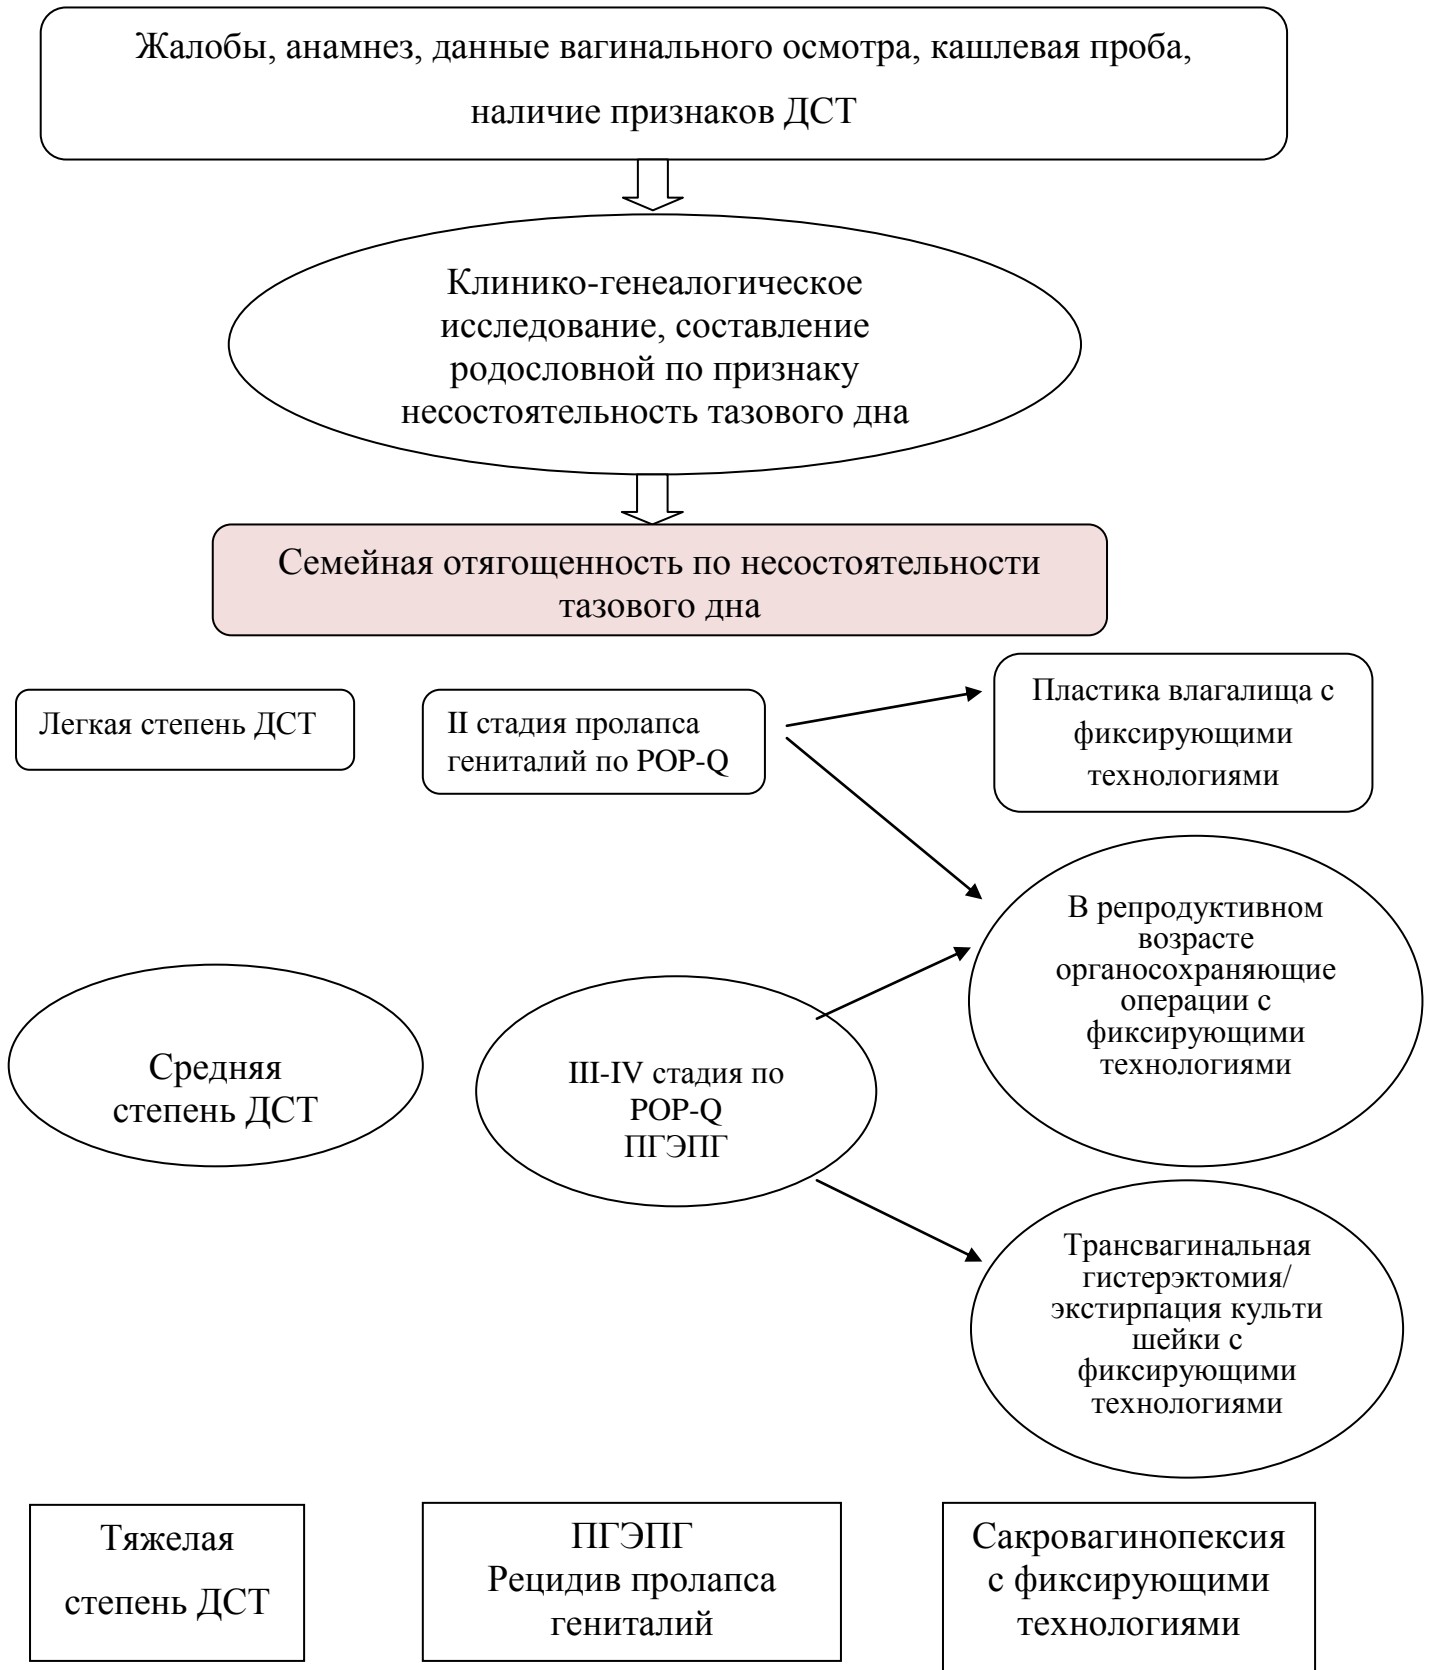 Жалобы, анамнез, данные вагинального осмотра, кашлевая проба,
наличие признаков ДСТ
Клинико-генеалогическое
исследование, составление
родословной по признаку
несостоятельность тазового дна
Семейная отягощенность по несостоятельности
тазового дна
Легкая степень ДСТ
II стадия пролапса
гениталий по POP-Q
Пластика влагалища с
фиксирующими
технологиями
В репродуктивном
возрасте
органосохраняющие
операции с
фиксирующими
технологиями
Средняя
степень ДСТ
III-IV стадия по
POP-Q
ПГЭПГ
Трансвагинальная
гистерэктомия/
экстирпация культи
шейки с
фиксирующими
технологиями
Тяжелая
степень ДСТ
ПГЭПГ
Рецидив пролапса
гениталий
Сакровагинопексия
с фиксирующими
технологиями